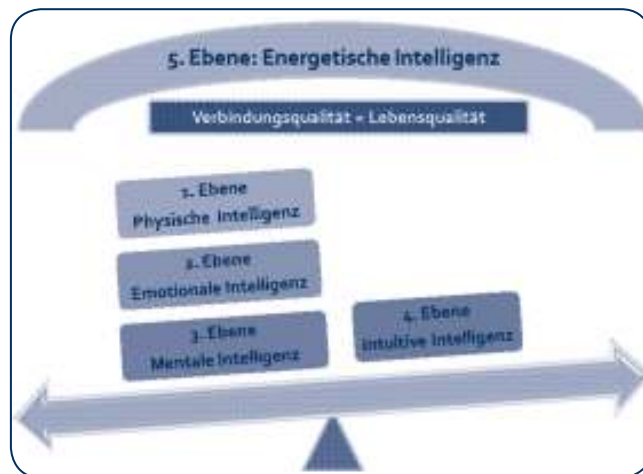 5. Ebene: Energetische Intelligenz
Verbindungsqualität = Lebensqualität
1. Ebene
Physische Intelligenz
2. Ebene
Emotionale Intelligenz
3. Ebene
Mentale Intelligenz
4. Ebene
Intuitive Intelligenz